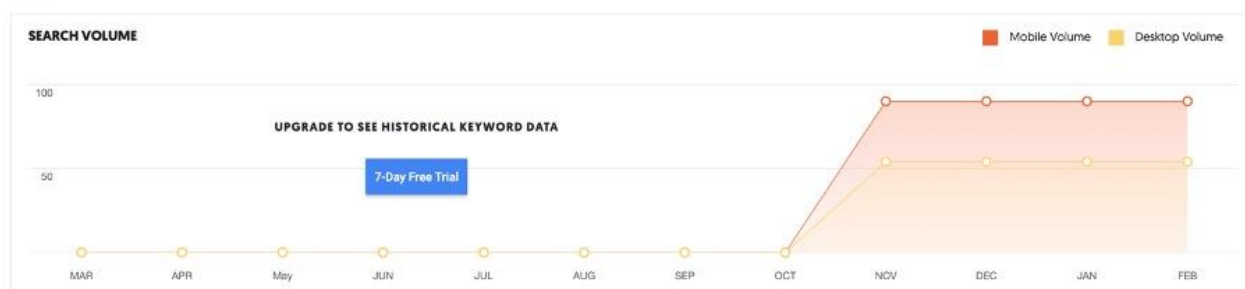 SEARCH VOLUME
Mobile Volume Desktop Volume
100
UPGRADE TO SEE HISTORICAL KEYWORD DATA
7-Day Free Trial
50
MAR APR May JUN JUL AUG SEP OCT NOV DEC JAN FEB